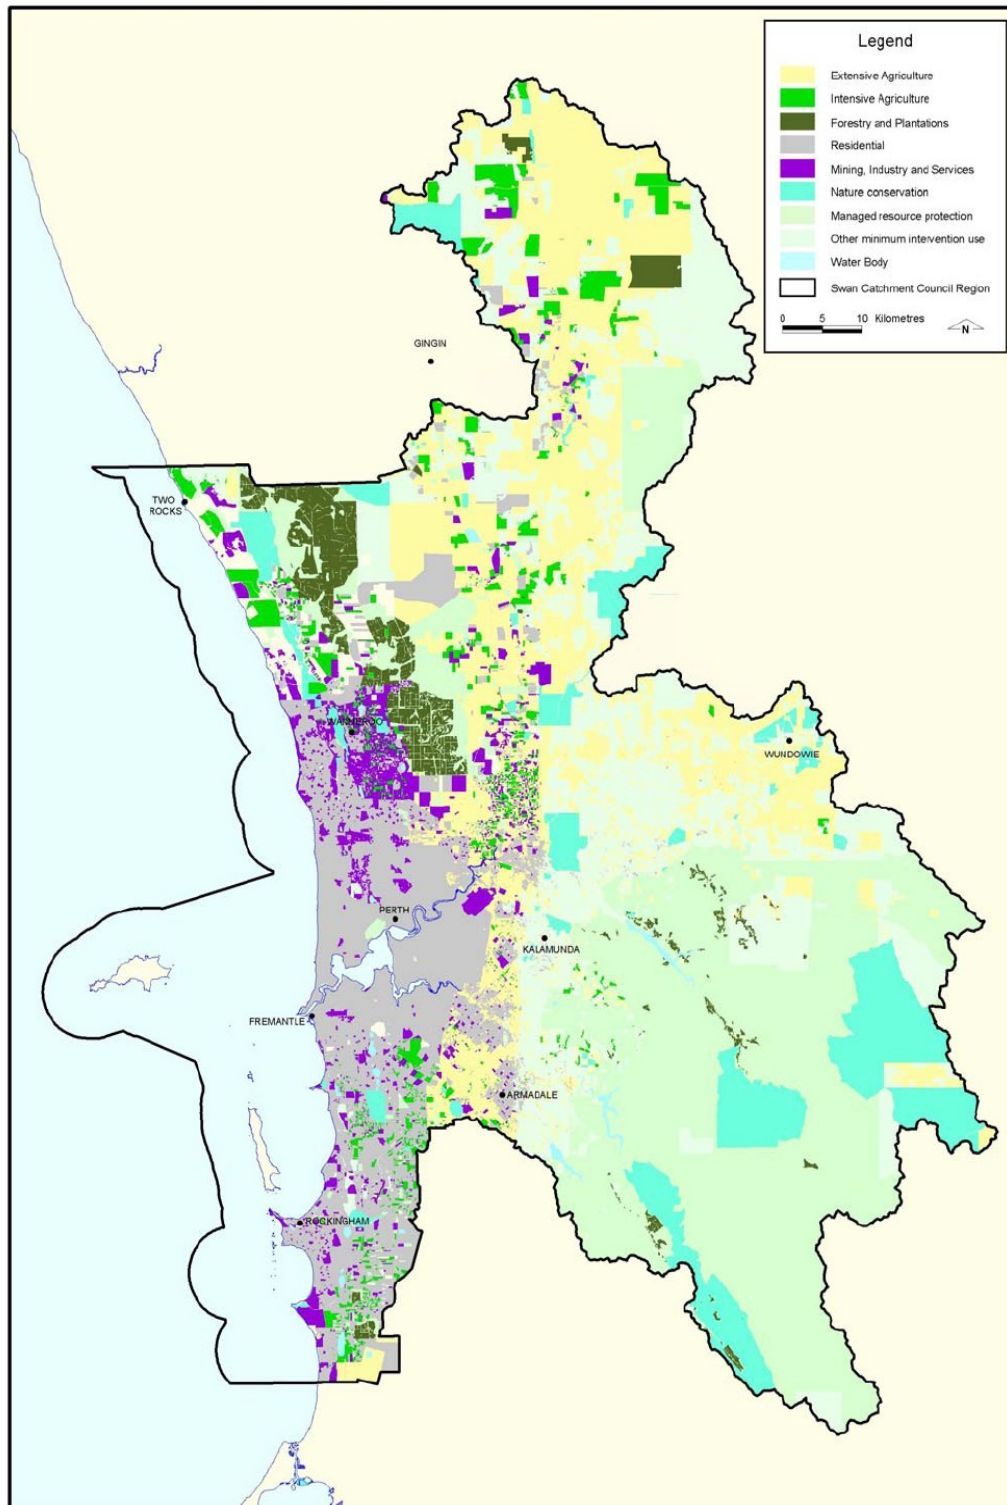 Legend
Extensive Agriculture
Intensive Agriculture
Forestry and Plantations
Residential
Mining, Industry and Services
Nature conservation
Managed resource protection
Other minimum intervention use
Water Body
Swan Catchment Council Region
0 5 10 Kilometres
N
GINGIN
TWO
ROCKS
WANNEROO
WUNDOWIE
PERTH
KALAMUNDA
FREMANTLE
ARMADALE
ROCKINGHAM